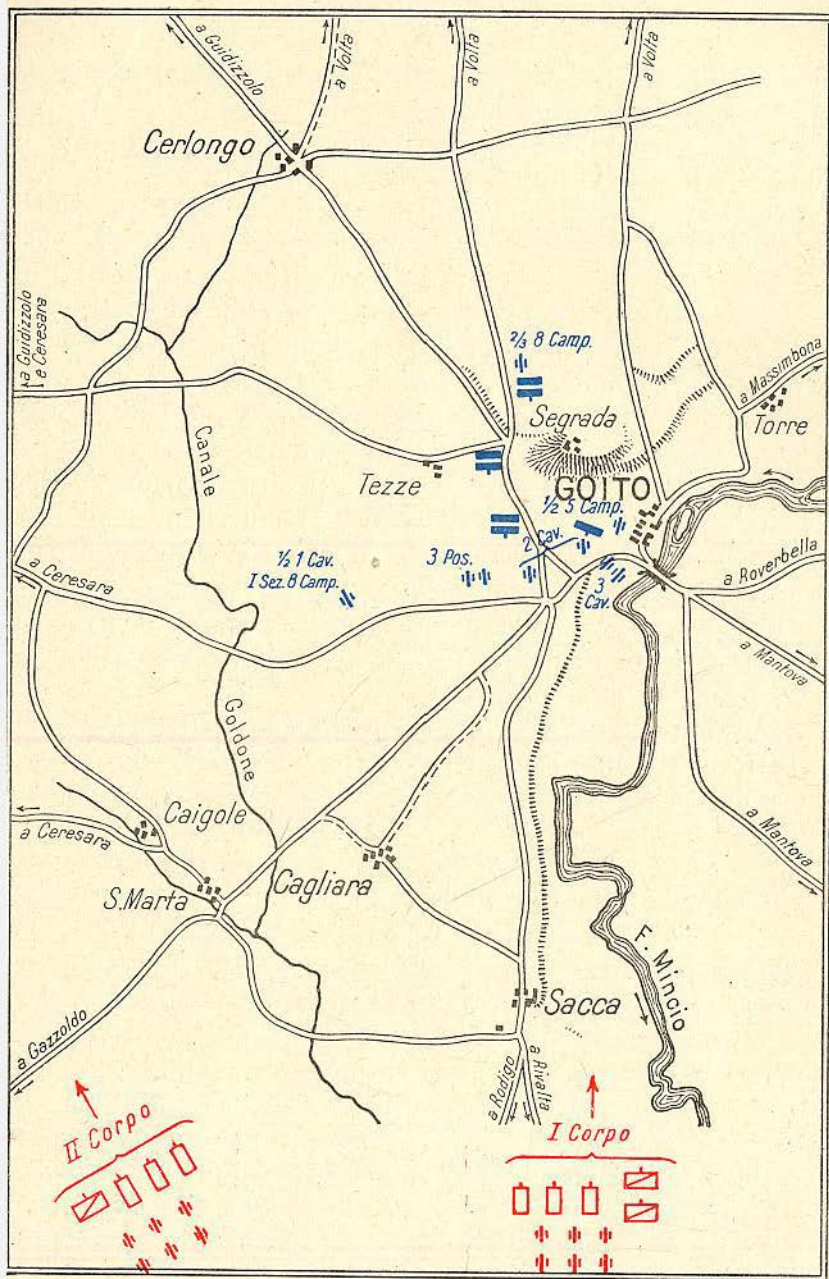 a Guidizzolo
a Volta
a Volta
a Volta
Cerlongo
a Guidizzolo
e Ceresara
⅔ 8 Camp.
a Massimbona
Torre
Segrada
Canale
Tezze
GOITO
½ 5 Camp.
2 Cav.
½ 1 Cav.
I Sez. 8 Camp.
3 Pos.
3
Cav.
a Roverbella
a Ceresara
a Mantova
Goldone
Caigole
a Ceresara
a Mantova
S.Marta
Cagliara
F. Mincio
Sacca
a Gazzoldo
a Rodigo
a Rivalta
II Corpo
I Corpo